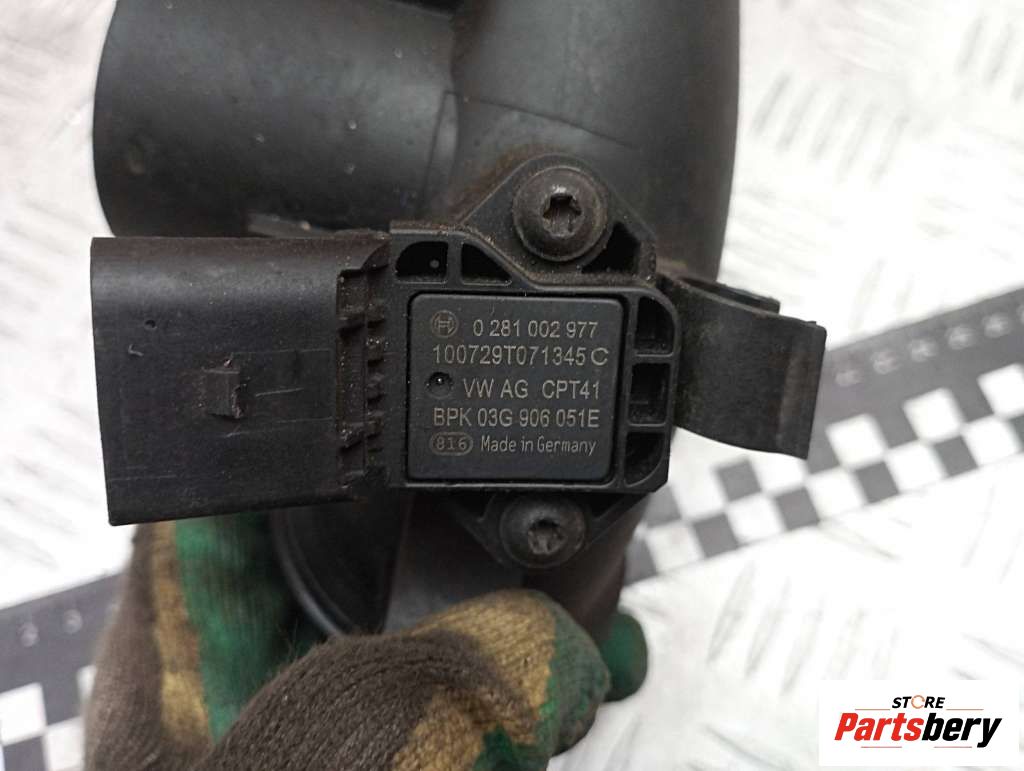 0 281 002 977
100729T071345 C
VW AG CPT41
BPK 03G 906 051E
816 Made in Germany
STORE
Partsbery